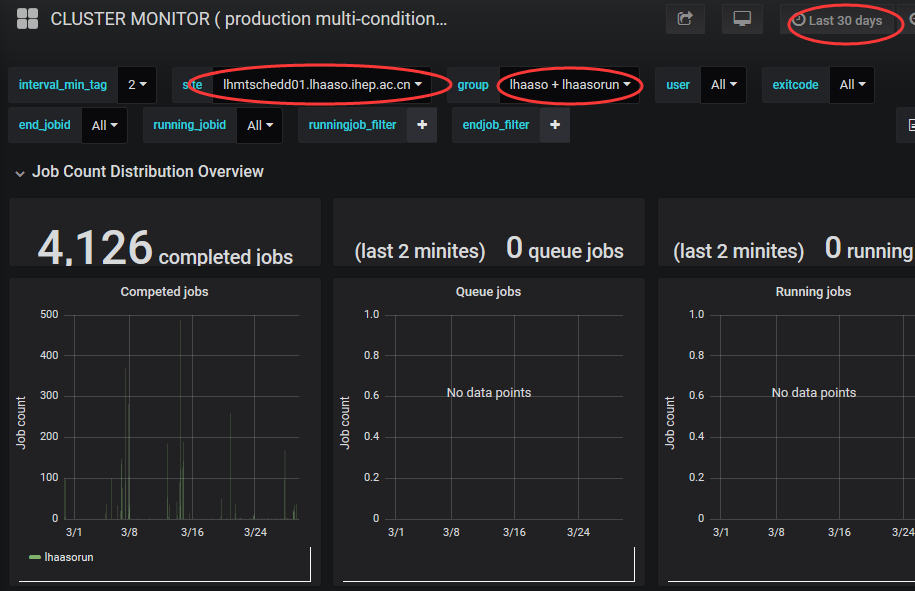 CLUSTER MONITOR ( production multi-condition…
Last 30 days
interval_min_tag 2 site lhmtschedd01.lhaaso.ihep.ac.cn group lhaaso + lhaasorun user All exitcode All
end_jobid All running_jobid All runningjob_filter + endjob_filter +
Job Count Distribution Overview
4,126 completed jobs
(last 2 minites) 0 queue jobs
(last 2 minites) 0 running
Competed jobs
500
400
300
200
100
0
Job count
3/1 3/8 3/16 3/24
lhaasorun
Queue jobs
1.0
0.8
0.6
0.4
0.2
0
Job count
No data points
3/1 3/8 3/16 3/24
Running jobs
1.0
0.8
0.6
0.4
0.2
0
Job count
No data points
3/1 3/8 3/16 3/24